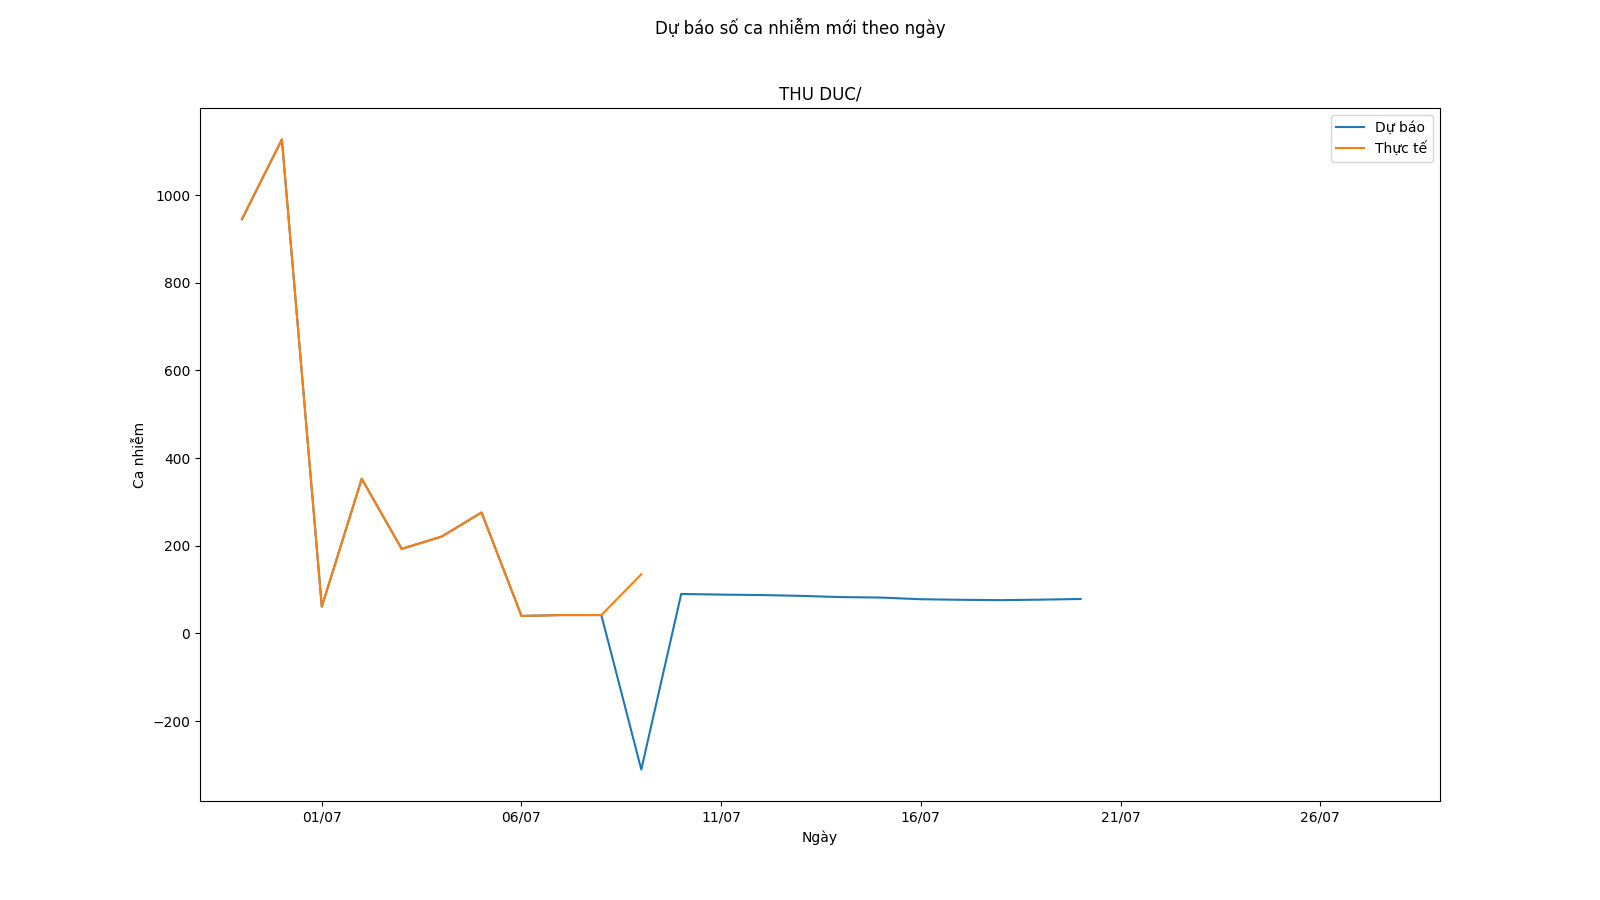 Dự báo số ca nhiễm mới theo ngày
THU DUC/
Dự báo
Thực tế
1000
800
600
400
200
0
−200
Ca nhiễm
01/07
06/07
11/07
16/07
21/07
26/07
Ngày